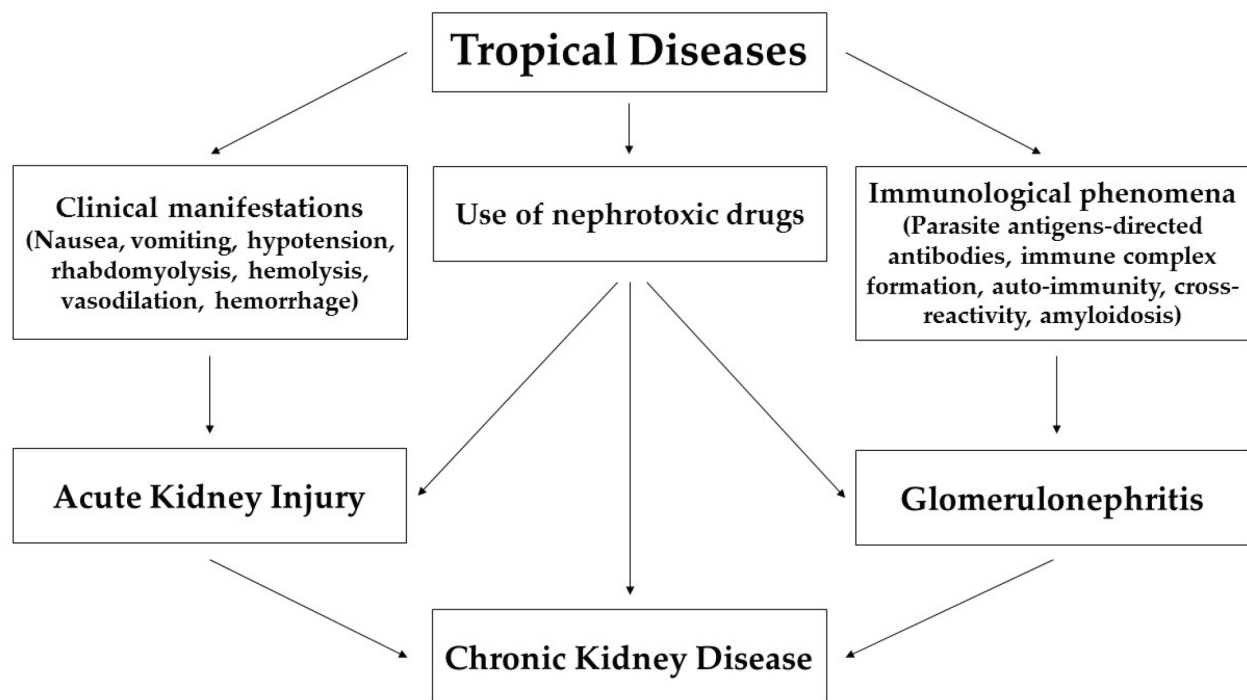 Tropical Diseases
Clinical manifestations
(Nausea, vomiting, hypotension,
rhabdomyolysis, hemolysis,
vasodilation, hemorrhage)
Use of nephrotoxic drugs
Immunological phenomena
(Parasite antigens-directed
antibodies, immune complex
formation, auto-immunity, cross-
reactivity, amyloidosis)
Acute Kidney Injury
Glomerulonephritis
Chronic Kidney Disease